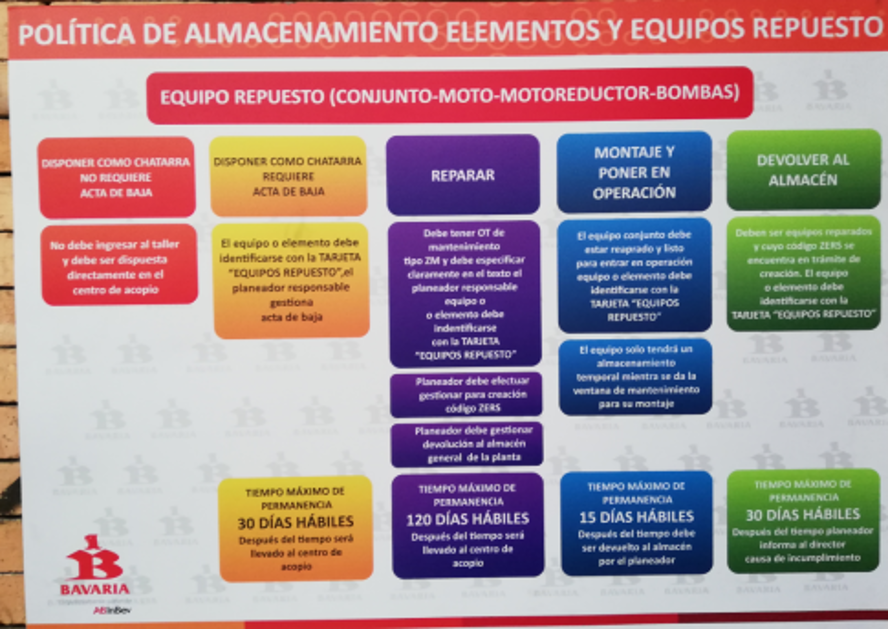 POLÍTICA DE ALMACENAMIENTO ELEMENTOS Y EQUIPOS REPUESTO
EQUIPO REPUESTO (CONJUNTO-MOTO-MOTOREDUCTOR-BOMBAS)
DISPONER COMO CHATARRA
NO REQUIERE
ACTA DE BAJA
No debe ingresar al taller
y debe ser dispuesta
directamente en el
centro de acopio
DISPONER COMO CHATARRA
REQUIERE
ACTA DE BAJA
El equipo o elemento debe
identificarse con la TARJETA
"EQUIPOS REPUESTO",el
planeador responsable
gestiona
acta de baja
TIEMPO MÁXIMO DE
PERMANENCIA
30 DÍAS HÁBILES
Después del tiempo será
llevado al centro de
acopio
REPARAR
Debe tener OT de
mantenimiento
tipo ZM y debe especificar
claramente en el texto el
planeador responsable
equipo o
o elemento debe
indentificarse
con la TARJETA
"EQUIPOS REPUESTO"
Planeador debe efectuar
gestionar para creación
código ZERS
Planeador debe gestionar
devolución al almacén
general de la planta
TIEMPO MÁXIMO DE
PERMANENCIA
120 DÍAS HÁBILES
Después del tiempo será
llevado al centro de
acopio
MONTAJE Y
PONER EN
OPERACIÓN
El equipo conjunto debe
estar reaprado y listo
para entrar en operación
equipo o elemento debe
identificarse con la
TARJETA "EQUIPOS
REPUESTO"
El equipo solo tendrá un
almacenamiento
temporal mientra se da la
ventana de mantenimiento
para su montaje
TIEMPO MÁXIMO DE
PERMANENCIA
15 DÍAS HÁBILES
Después del tiempo debe
ser devuelto al almacén
por el planeador
DEVOLVER AL
ALMACÉN
Deben ser equipos reparados
y cuyo código ZERS se
encuentra en trámite de
creación. El equipo
o elemento debe
identificarse con la
TARJETA "EQUIPOS REPUESTO"
TIEMPO MÁXIMO DE
PERMANENCIA
30 DÍAS HÁBILES
Después del tiempo planeador
informa al director
causa de incumplimiento
BAVARIA
ABInBev